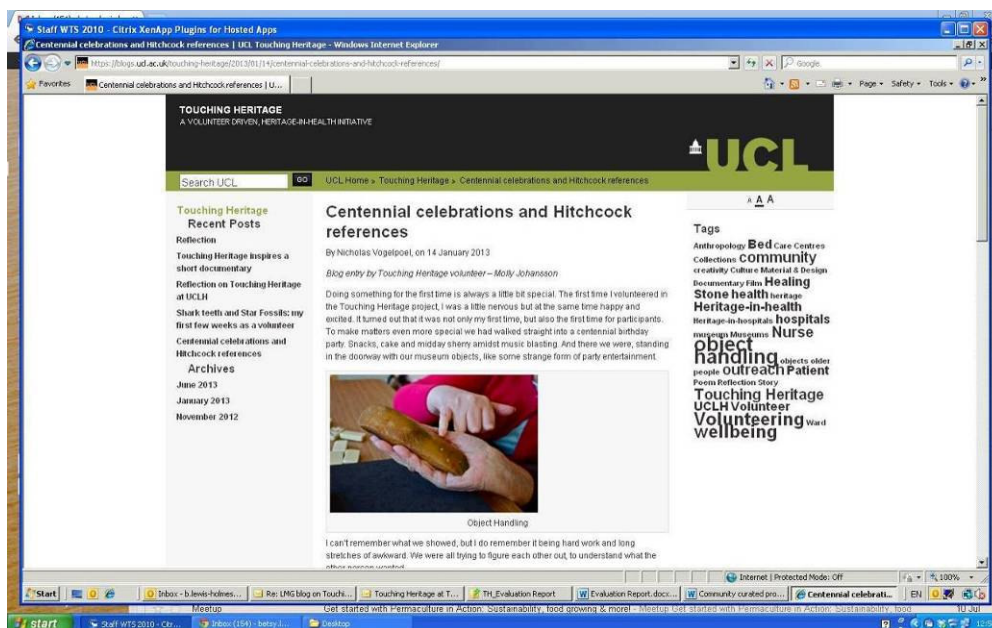 Staff WTS 2010 - Citrix XenApp Plugins for Hosted Apps
Centennial celebrations and Hitchcock references | UCL Touching Heritage - Windows Internet Explorer
https://blogs.ucl.ac.uk/touching-heritage/2013/01/14/centennial-celebrations-and-hitchcock-references/
Google
Favorites
Centennial celebrations and Hitchcock references | U...
Page
Safety
Tools
TOUCHING HERITAGE
A VOLUNTEER DRIVEN, HERITAGE-IN-HEALTH INITIATIVE
UCL
Search UCL
GO
UCL Home » Touching Heritage » Centennial celebrations and Hitchcock references
Touching Heritage
Recent Posts
Reflection
Touching Heritage inspires a
short documentary
Reflection on Touching Heritage
at UCLH
Shark teeth and Star Fossils: my
first few weeks as a volunteer
Centennial celebrations and
Hitchcock references
Archives
June 2013
January 2013
November 2012
Centennial celebrations and Hitchcock
references
By Nicholas Vogelpoel, on 14 January 2013
Blog entry by Touching Heritage volunteer – Molly Johansson
Doing something for the first time is always a little bit special. The first time I volunteered in
the Touching Heritage project, I was a little nervous but at the same time happy and
excited. It turned out that it was not only my first time, but also the first time for participants.
To make matters even more special we had walked straight into a centennial birthday
party. Snacks, cake and midday sherry amidst music blasting. And there we were, standing
in the doorway with our museum objects, like some strange form of party entertainment.
Object Handling
I can't remember what we showed, but I do remember it being hard work and long
stretches of awkward. We were all trying to figure each other out, to understand what the
other person wanted.
A A A
Tags
Anthropology Bed Care Centres
Collections community
creativity Culture Material & Design
Documentary Film Healing
Stone health heritage
Heritage-in-health
Heritage-in-hospitals hospitals
museum Museums Nurse
object
handling objects older
people outreach Patient
Poem Reflection Story
Touching Heritage
UCLH Volunteer
Volunteering Ward
wellbeing
Internet | Protected Mode: Off
100%
Start
Inbox - b.lewis-holmes...
Re: LMG blog on Touchi...
Touching Heritage at T...
TH_Evaluation Report
Evaluation Report.docx...
Community curated pro...
Centennial celebrati...
EN
Meetup
Get started with Permaculture in Action: Sustainability, food growing & more! - Meetup Get started with Permaculture in Action: Sustainability, food
10 Jul
start
Staff WTS 2010 - Citr...
Desktop